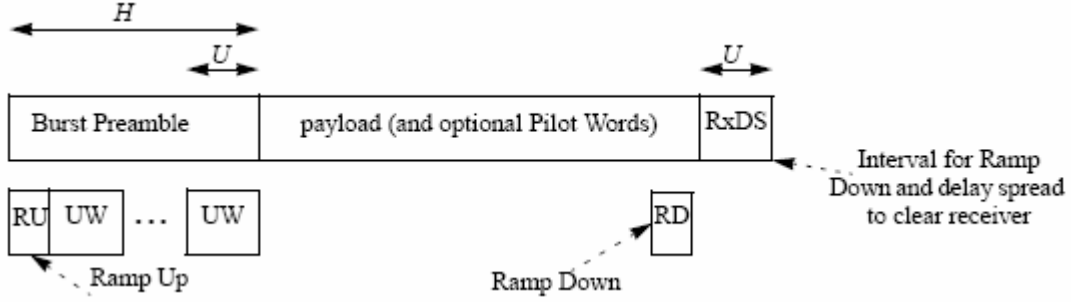 H
U
U
Burst Preamble
payload (and optional Pilot Words)
RxDS
Interval for Ramp
Down and delay spread
to clear receiver
RU
UW
...
UW
RD
Ramp Up
Ramp Down